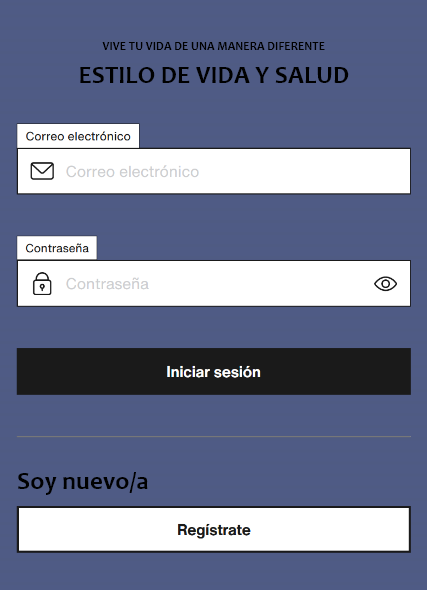 VIVE TU VIDA DE UNA MANERA DIFERENTE
ESTILO DE VIDA Y SALUD
Correo electrónico
Correo electrónico
Contraseña
Contraseña
Iniciar sesión
Soy nuevo/a
Regístrate